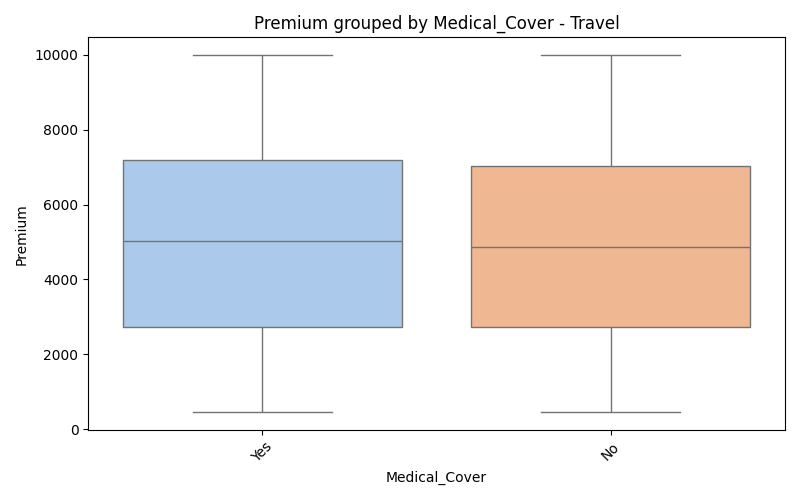 Premium grouped by Medical_Cover - Travel
10000
8000
6000
4000
2000
0
Premium
Yes
No
Medical_Cover